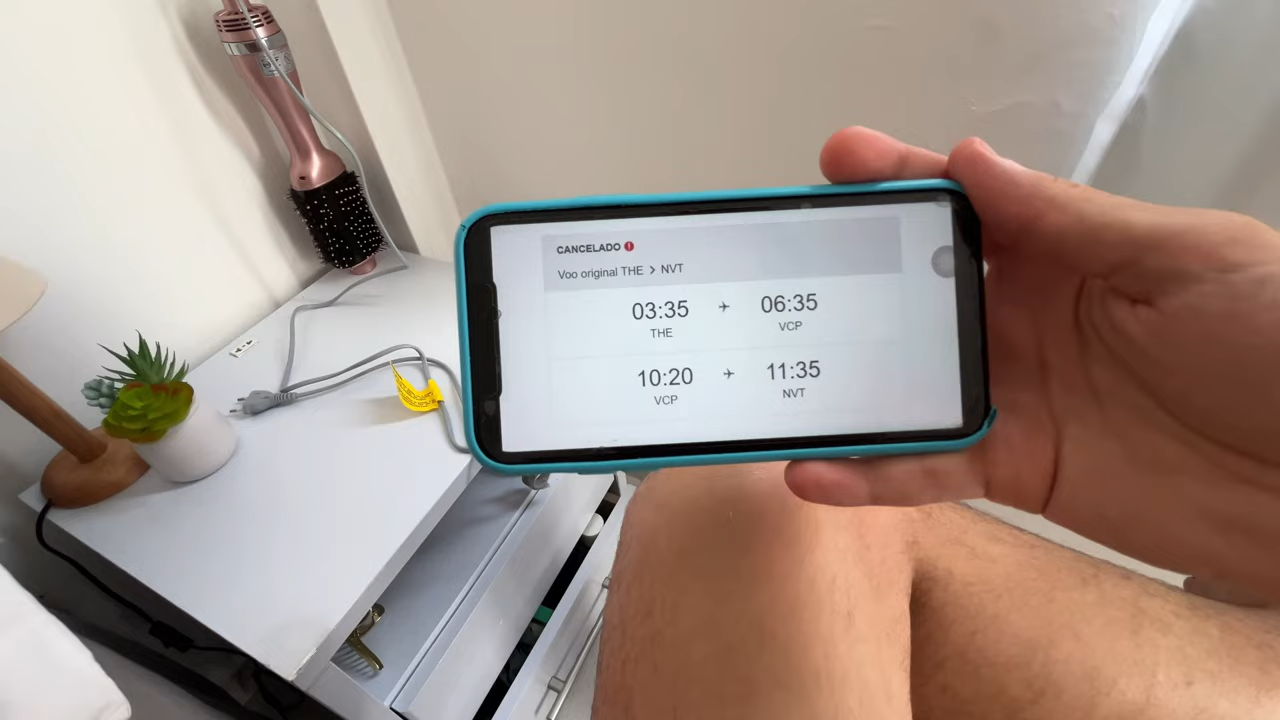 CANCELADO
Voo original THE > NVT
03:35 06:35
THE VCP
10:20 11:35
VCP NVT